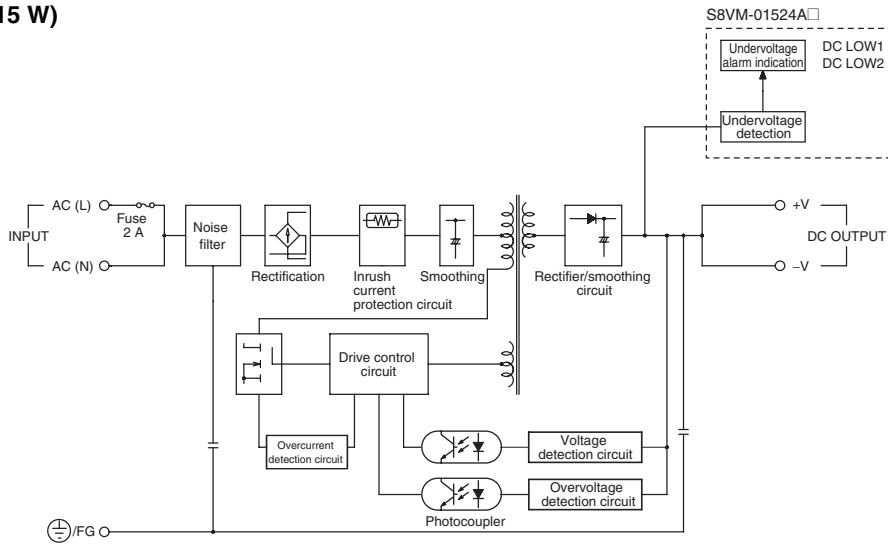 15 W)
S8VM-01524A□
Undervoltage
alarm indication
DC LOW1
DC LOW2
Undervoltage
detection
INPUT
AC (L)
AC (N)
Fuse
2 A
Noise
filter
Rectification
Inrush
current
protection circuit
Smoothing
Rectifier/smoothing
circuit
+V
DC OUTPUT
–V
Drive control
circuit
Overcurrent
detection circuit
Voltage
detection circuit
Overvoltage
detection circuit
Photocoupler
/FG